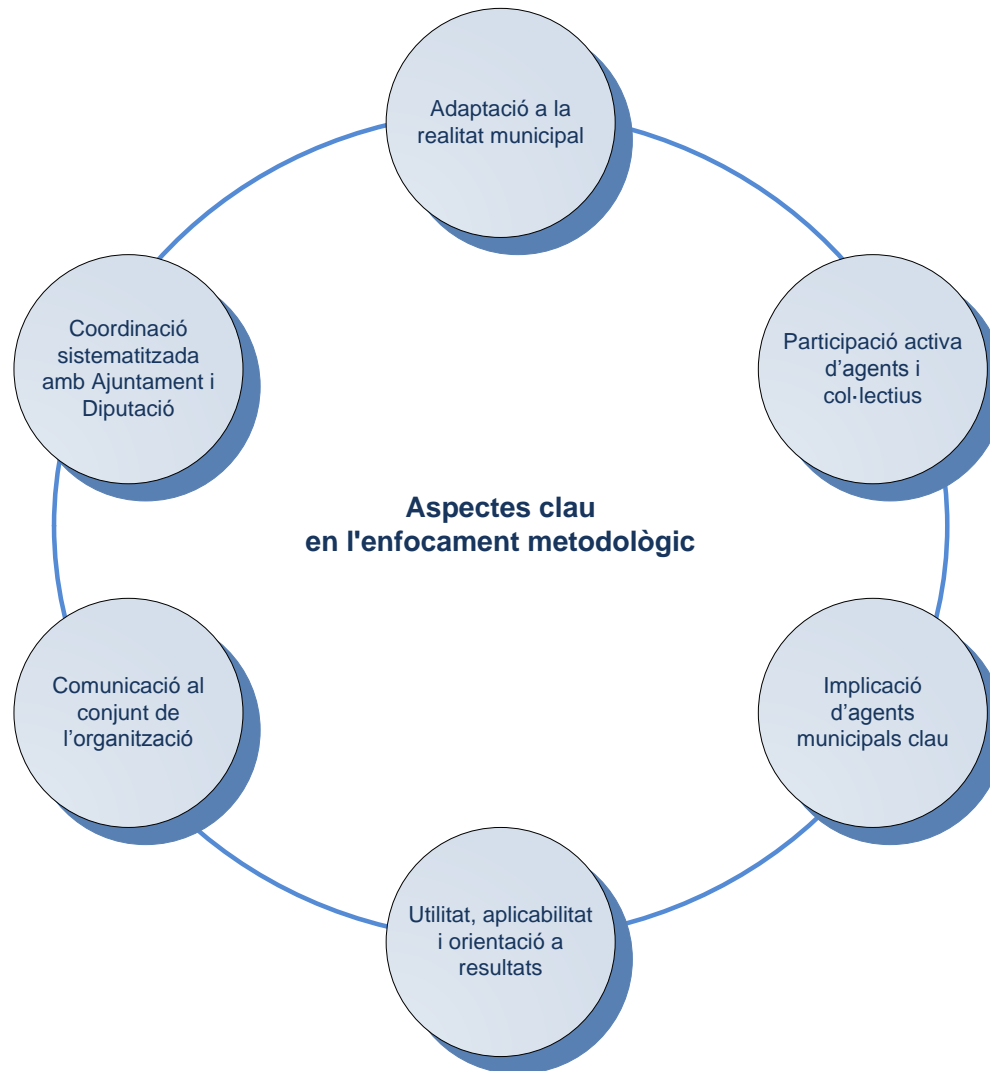 Adaptació a la
realitat municipal
Coordinació
sistematitzada
amb Ajuntament i
Diputació
Participació activa
d’agents i
col·lectius
Aspectes clau
en l'enfocament metodològic
Comunicació al
conjunt de
l’organització
Implicació
d’agents
municipals clau
Utilitat, aplicabilitat
i orientació a
resultats